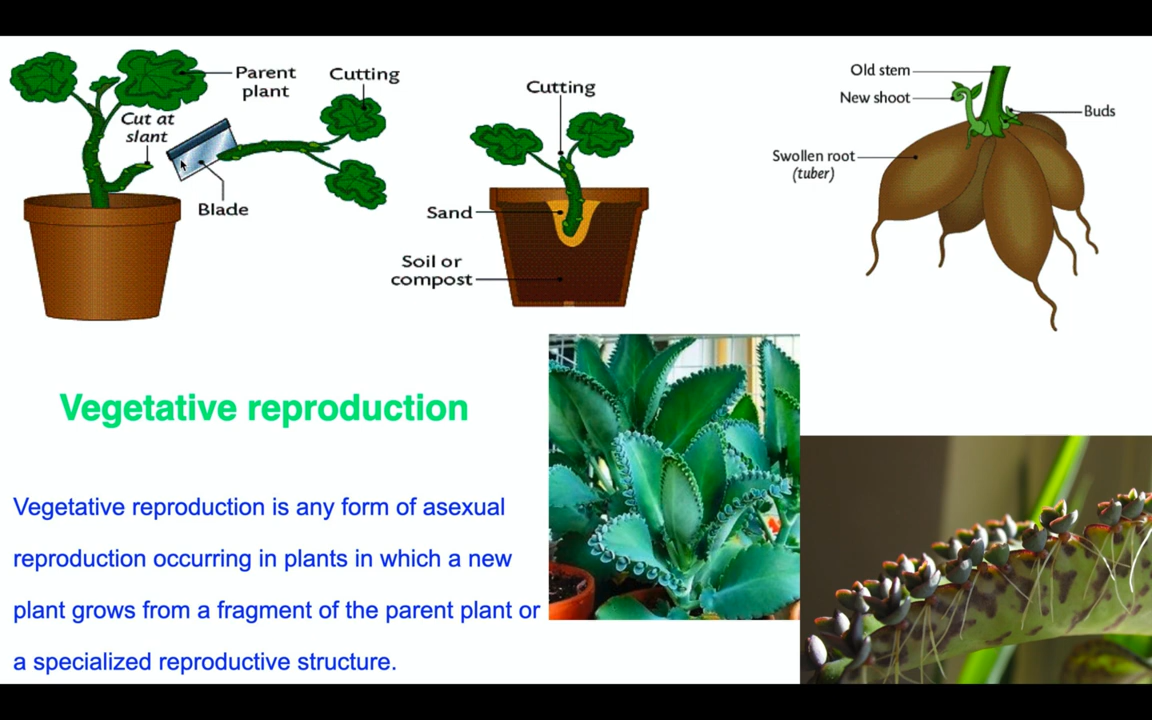 Parent
plant
Cutting
Cut at
slant
Blade
Cutting
Sand
Soil or
compost
Old stem
New shoot
Buds
Swollen root
(tuber)
Vegetative reproduction
Vegetative reproduction is any form of asexual
reproduction occurring in plants in which a new
plant grows from a fragment of the parent plant or
a specialized reproductive structure.